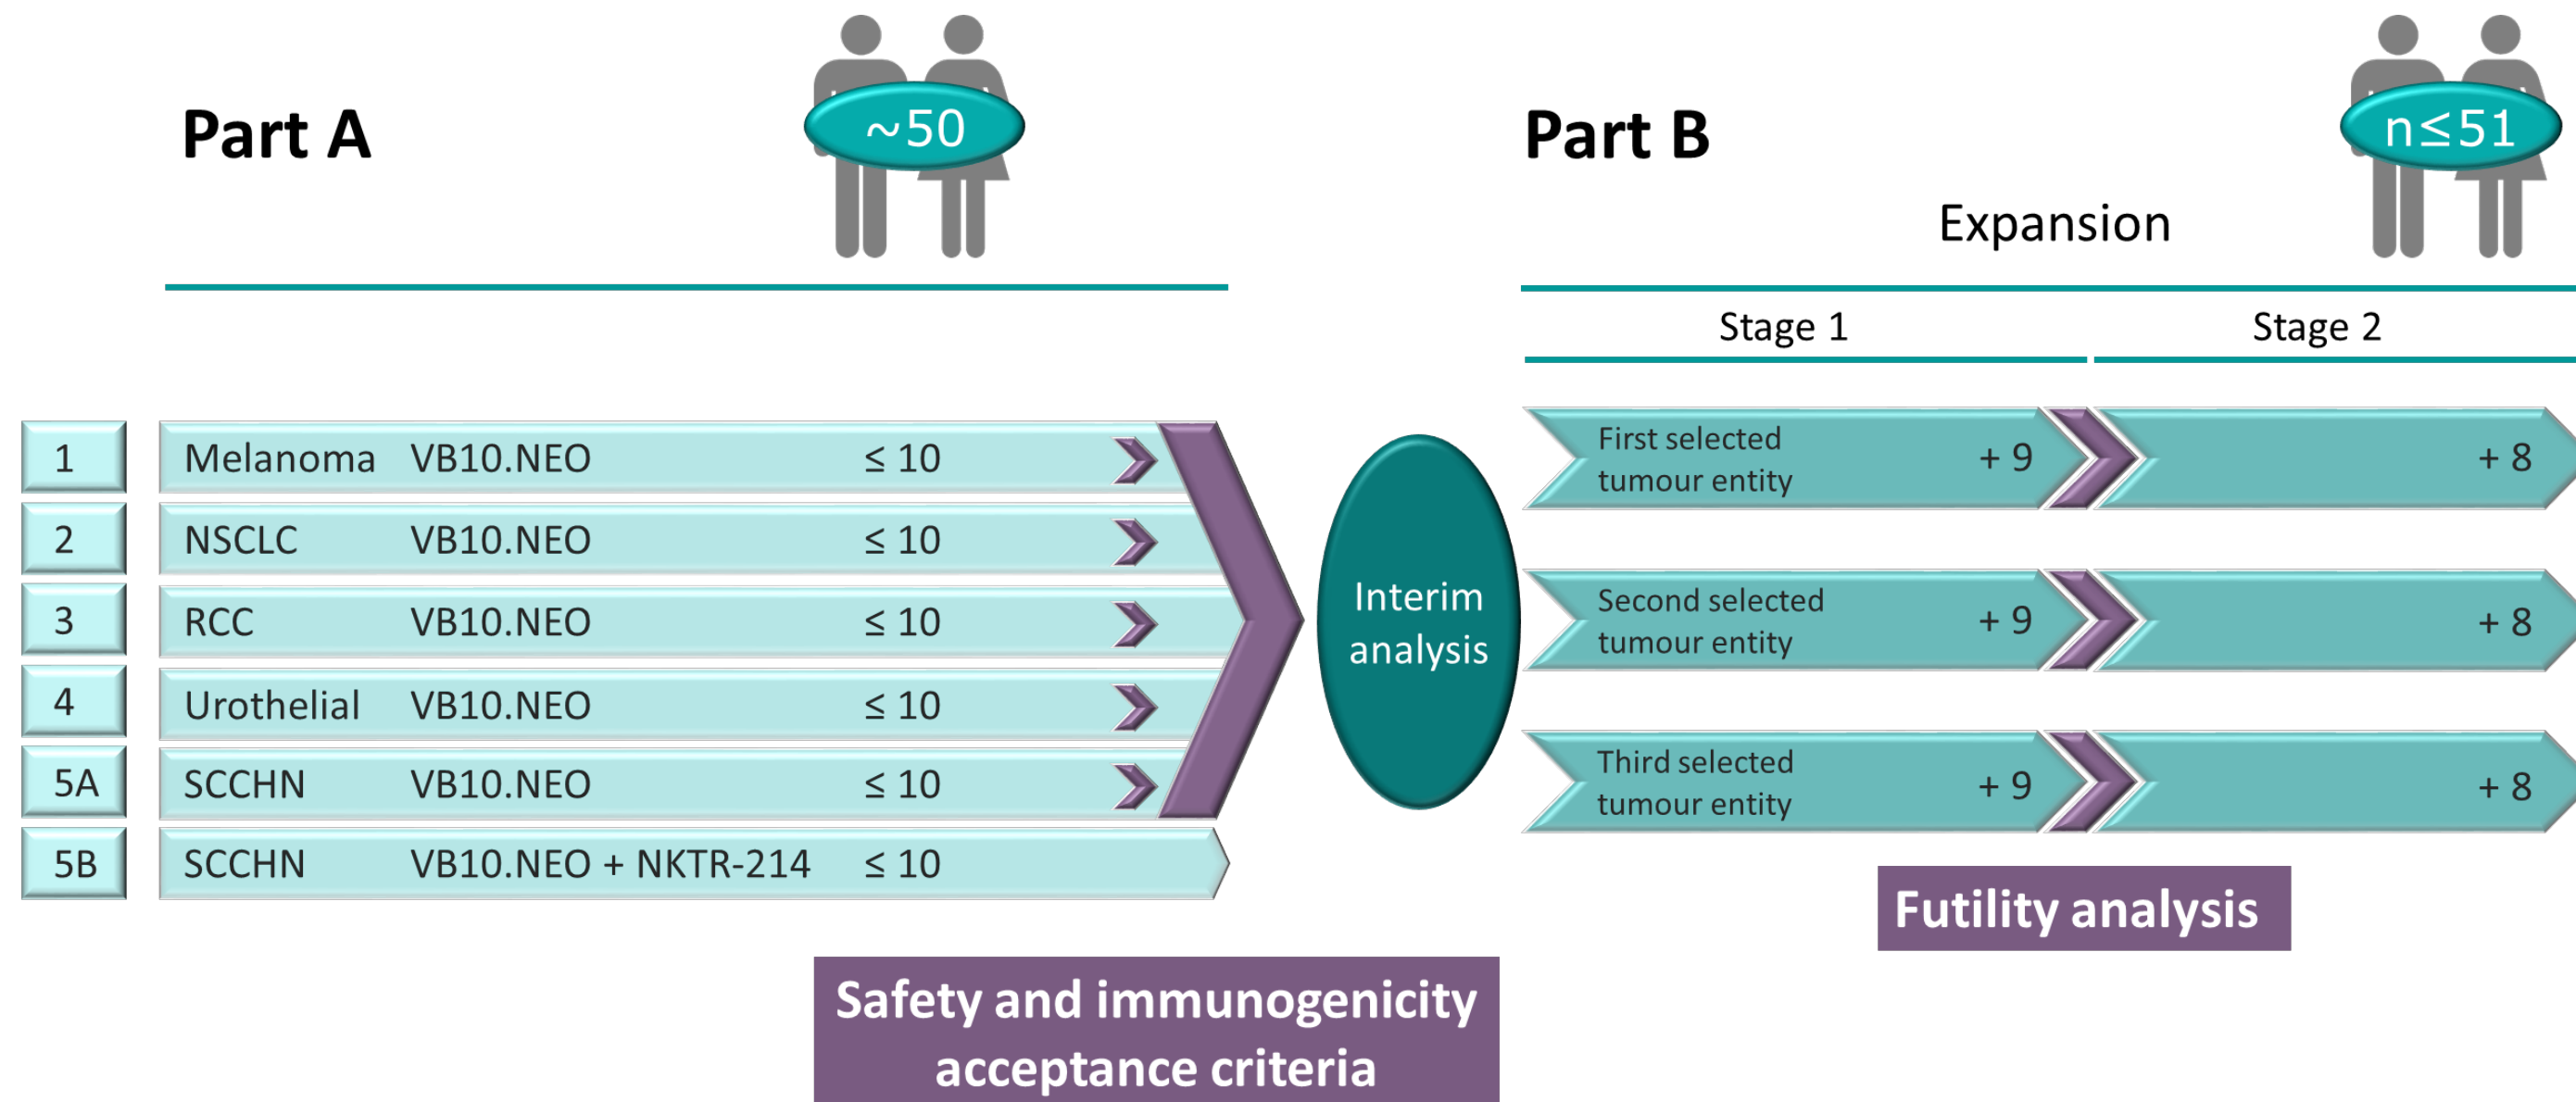 Part A
~50
Part B
n≤51
Expansion
Stage 1
Stage 2
1 Melanoma VB10.NEO ≤ 10
2 NSCLC VB10.NEO ≤ 10
3 RCC VB10.NEO ≤ 10
4 Urothelial VB10.NEO ≤ 10
5A SCCHN VB10.NEO ≤ 10
5B SCCHN VB10.NEO + NKTR-214 ≤ 10
Safety and immunogenicity
acceptance criteria
Interim
analysis
First selected
tumour entity
+ 9
+ 8
Second selected
tumour entity
+ 9
+ 8
Third selected
tumour entity
+ 9
+ 8
Futility analysis